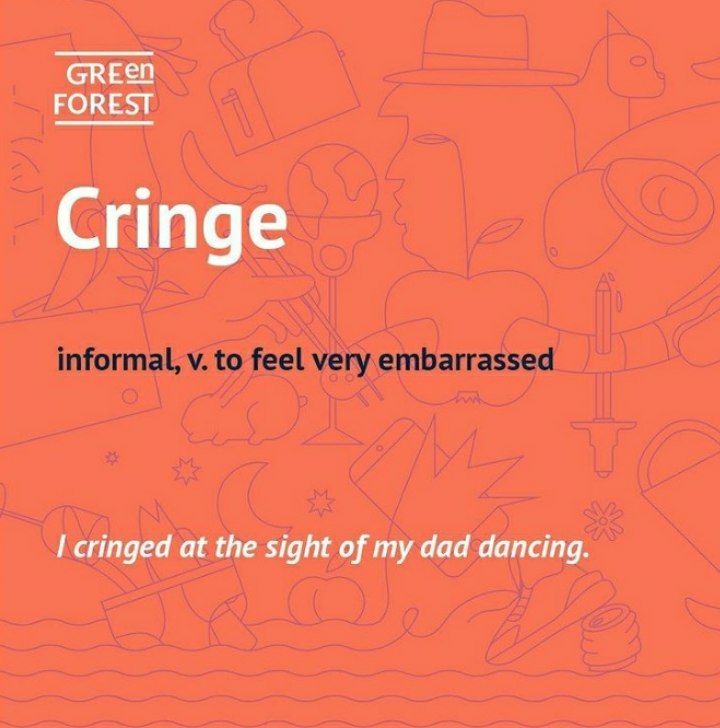 GREen
FOREST
Cringe
informal, v. to feel very embarrassed
I cringed at the sight of my dad dancing.